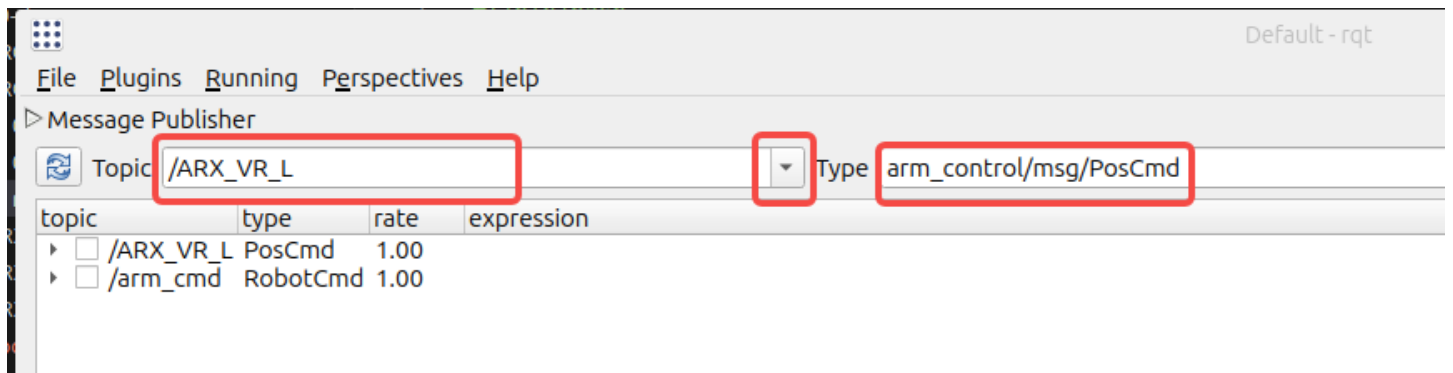 Default - rqt
File Plugins Running Perspectives Help
Message Publisher
Topic /ARX_VR_L Type arm_control/msg/PosCmd
topic type rate expression
/ARX_VR_L PosCmd 1.00
/arm_cmd RobotCmd 1.00